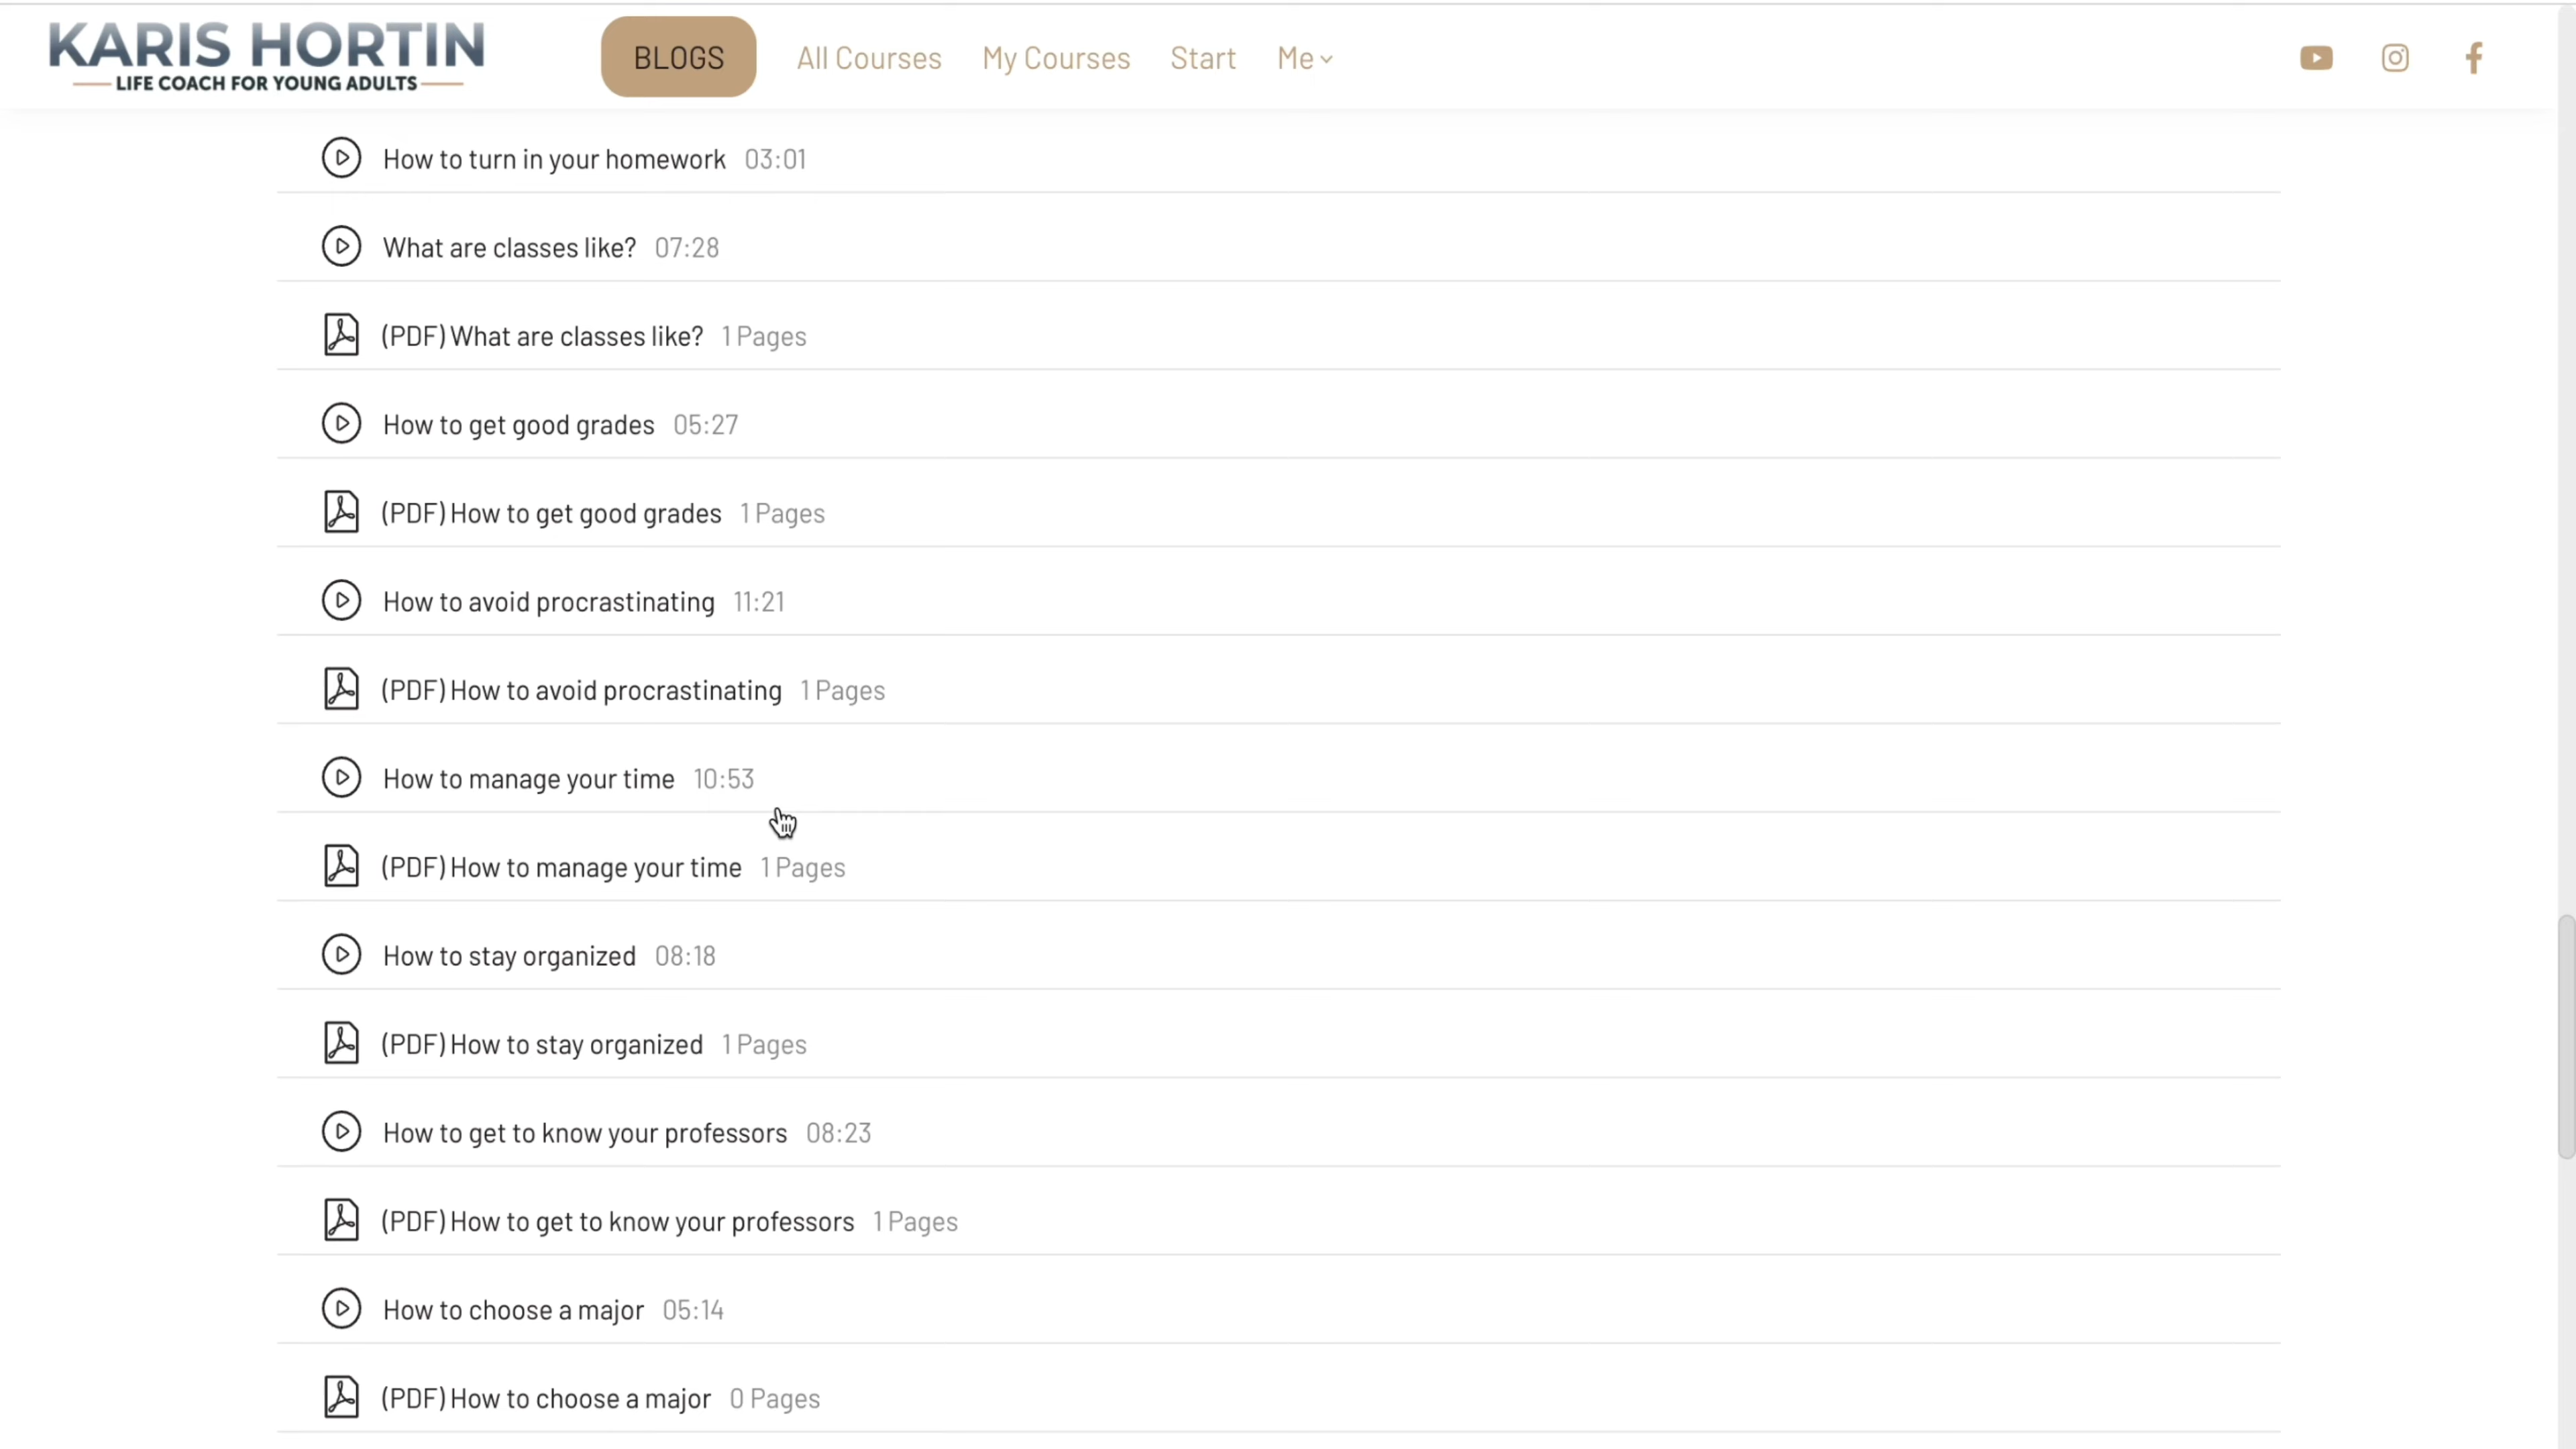 KARIS HORTIN
LIFE COACH FOR YOUNG ADULTS
BLOGS All Courses My Courses Start Me
How to turn in your homework 03:01
What are classes like? 07:28
(PDF) What are classes like? 1 Pages
How to get good grades 05:27
(PDF) How to get good grades 1 Pages
How to avoid procrastinating 11:21
(PDF) How to avoid procrastinating 1 Pages
How to manage your time 10:53
(PDF) How to manage your time 1 Pages
How to stay organized 08:18
(PDF) How to stay organized 1 Pages
How to get to know your professors 08:23
(PDF) How to get to know your professors 1 Pages
How to choose a major 05:14
(PDF) How to choose a major 0 Pages